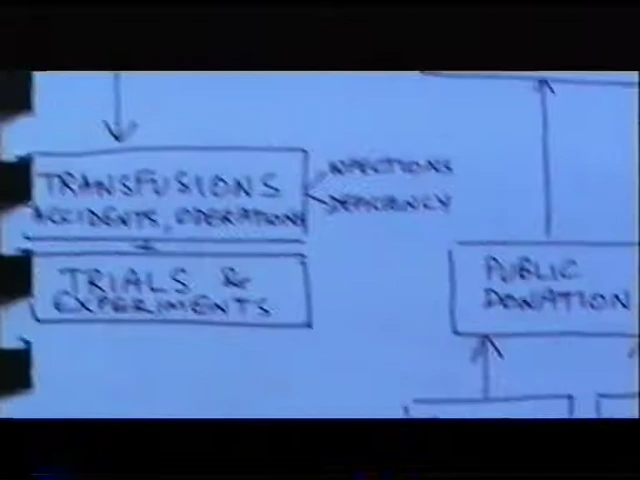 TRANSFUSIONS
ACCIDENTS, OPERATIONS
INFECTIONS
DEFICIENCY
TRIALS &
EXPERIMENTS
PUBLIC
DONATION